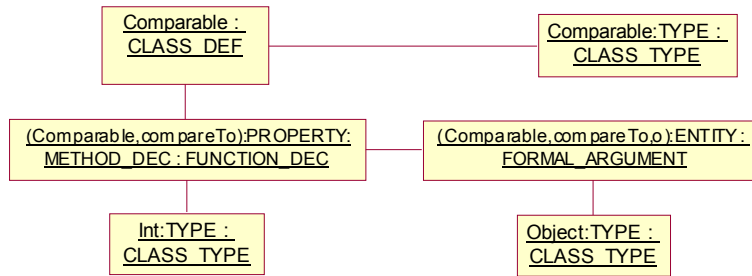 Comparable :
CLASS_DEF
Comparable:TYPE :
CLASS_TYPE
(Comparable,compareTo):PROPERTY:
METHOD_DEC : FUNCTION_DEC
(Comparable,compareTo,o):ENTITY :
FORMAL_ARGUMENT
Int:TYPE :
CLASS_TYPE
Object:TYPE :
CLASS_TYPE